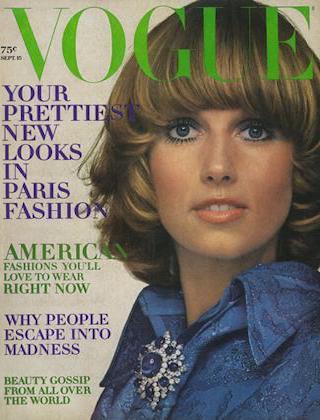 VOGUE
75¢
SEPT. 15
YOUR
PRETTIEST
NEW
LOOKS
IN
PARIS
FASHION
AMERICAN
FASHIONS YOU'LL
LOVE TO WEAR
RIGHT NOW
WHY PEOPLE
ESCAPE INTO
MADNESS
BEAUTY GOSSIP
FROM ALL OVER
THE WORLD